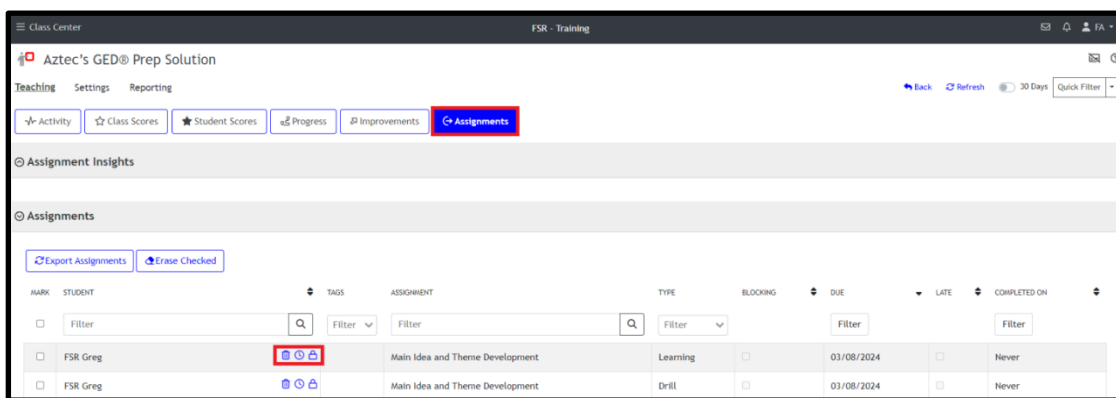 Class Center FSR - Training FA
Aztec's GED® Prep Solution
Teaching Settings Reporting Back Refresh 30 Days Quick Filter
Activity Class Scores Student Scores Progress Improvements Assignments
Assignment Insights
Assignments
Export Assignments Erase Checked
MARK STUDENT TAGS ASSIGNMENT TYPE BLOCKING DUE LATE COMPLETED ON
Filter Filter Filter Filter Filter Filter
FSR Greg Main Idea and Theme Development Learning 03/08/2024 Never
FSR Greg Main Idea and Theme Development Drill 03/08/2024 Never